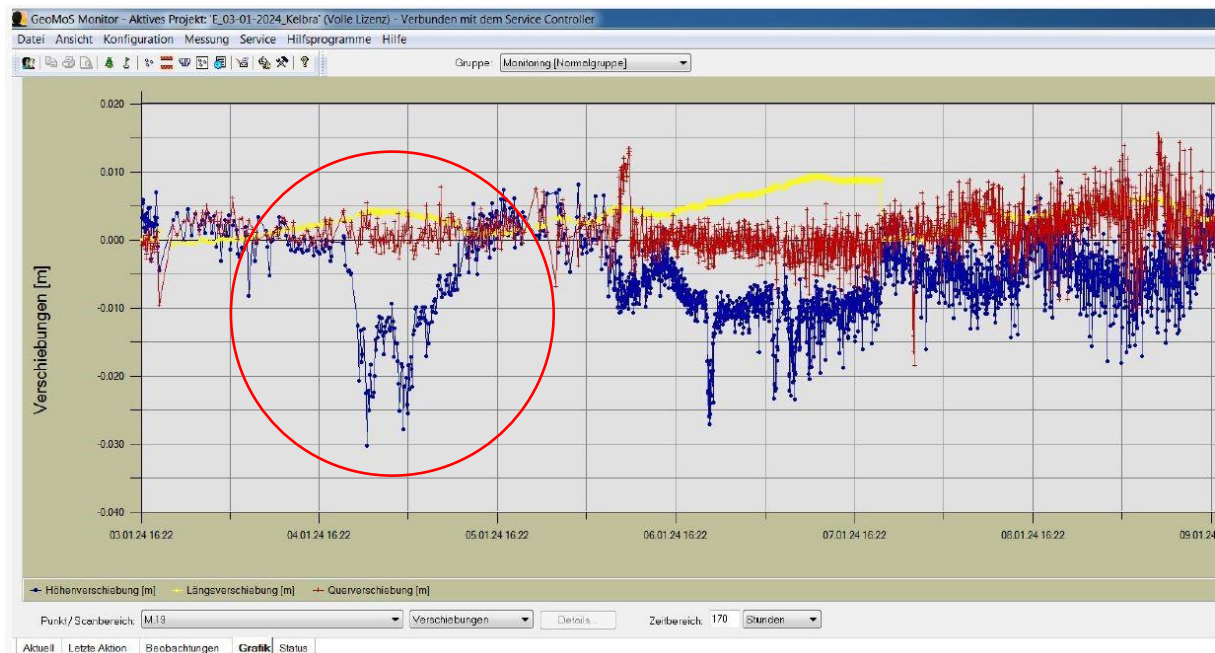 GeoMoS Monitor - Aktives Projekt: 'E_03-01-2024_Kelbra' (Volle Lizenz) - Verbunden mit dem Service Controller
Datei Ansicht Konfiguration Messung Service Hilfsprogramme Hilfe
Gruppe: Monitoring [Normalgruppe]
0.020
0.010
0.000
-0.010
-0.020
-0.030
-0.040
Verschiebungen [m]
03.01.24 16:22 04.01.24 16:22 05.01.24 16:22 06.01.24 16:22 07.01.24 16:22 08.01.24 16:22 09.01.24
Höhenverschiebung [m] Längsverschiebung [m] Querverschiebung [m]
Punkt/Scanbereich: M.19 Verschiebungen Details... Zeitbereich: 170 Stunden
Aktuell Letzte Aktion Beobachtungen Grafik Status